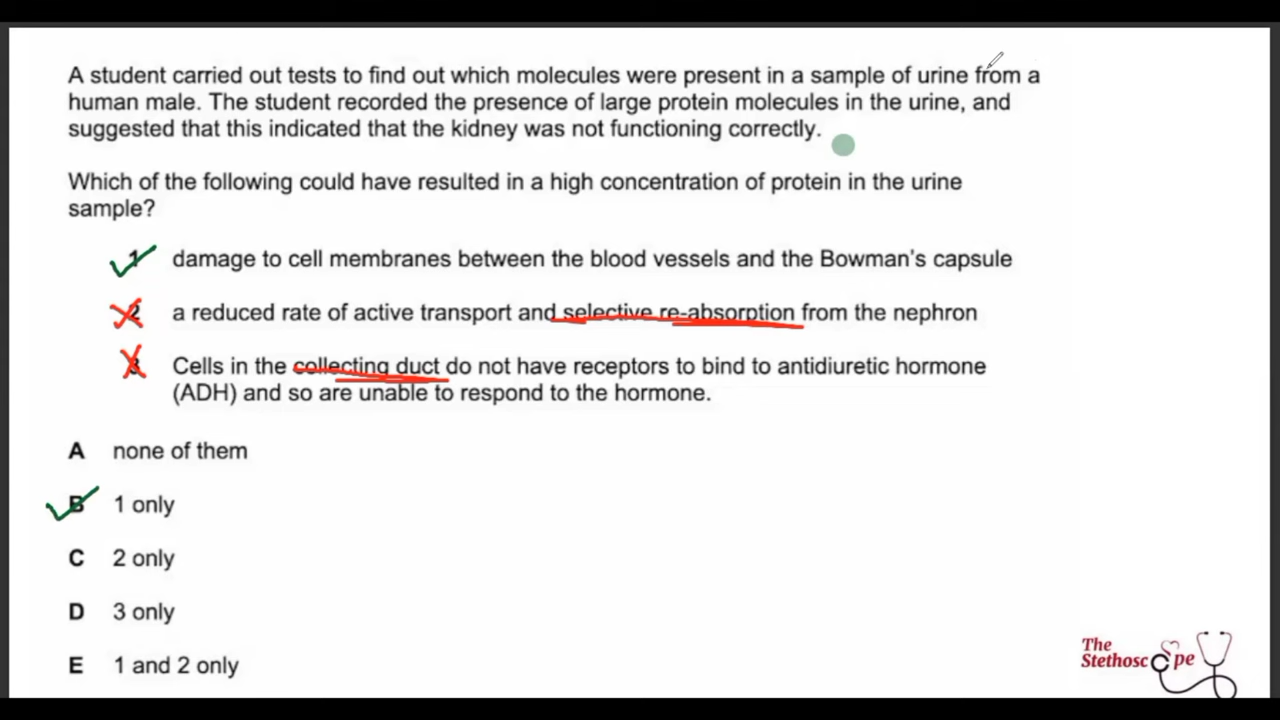 A student carried out tests to find out which molecules were present in a sample of urine from a
human male. The student recorded the presence of large protein molecules in the urine, and
suggested that this indicated that the kidney was not functioning correctly.
Which of the following could have resulted in a high concentration of protein in the urine
sample?
1 damage to cell membranes between the blood vessels and the Bowman's capsule
2 a reduced rate of active transport and selective re-absorption from the nephron
3 Cells in the collecting duct do not have receptors to bind to antidiuretic hormone
(ADH) and so are unable to respond to the hormone.
A none of them
B 1 only
C 2 only
D 3 only
E 1 and 2 only
The
Stethoscope